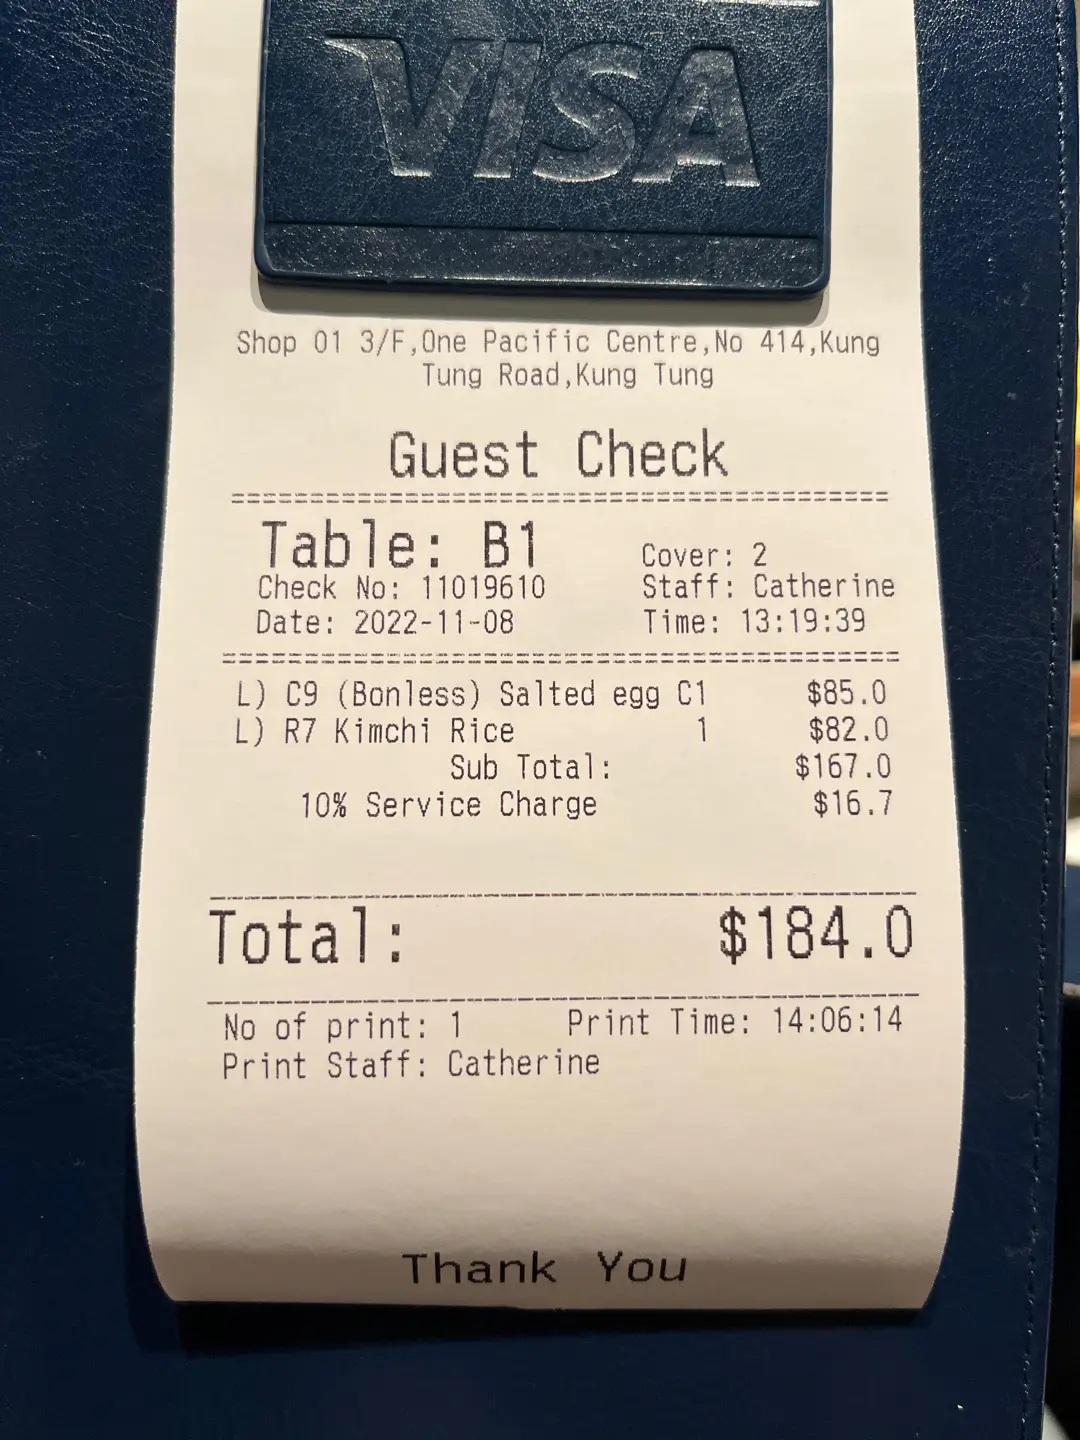 VISA
Shop 01 3/F,One Pacific Centre,No 414,Kung
Tung Road,Kung Tung
Guest Check
Table: B1
Cover: 2
Check No: 11019610 Staff: Catherine
Date: 2022-11-08 Time: 13:19:39
L) C9 (Bonless) Salted egg C1 $85.0
L) R7 Kimchi Rice 1 $82.0
Sub Total: $167.0
10% Service Charge $16.7
Total: $184.0
No of print: 1 Print Time: 14:06:14
Print Staff: Catherine
Thank You